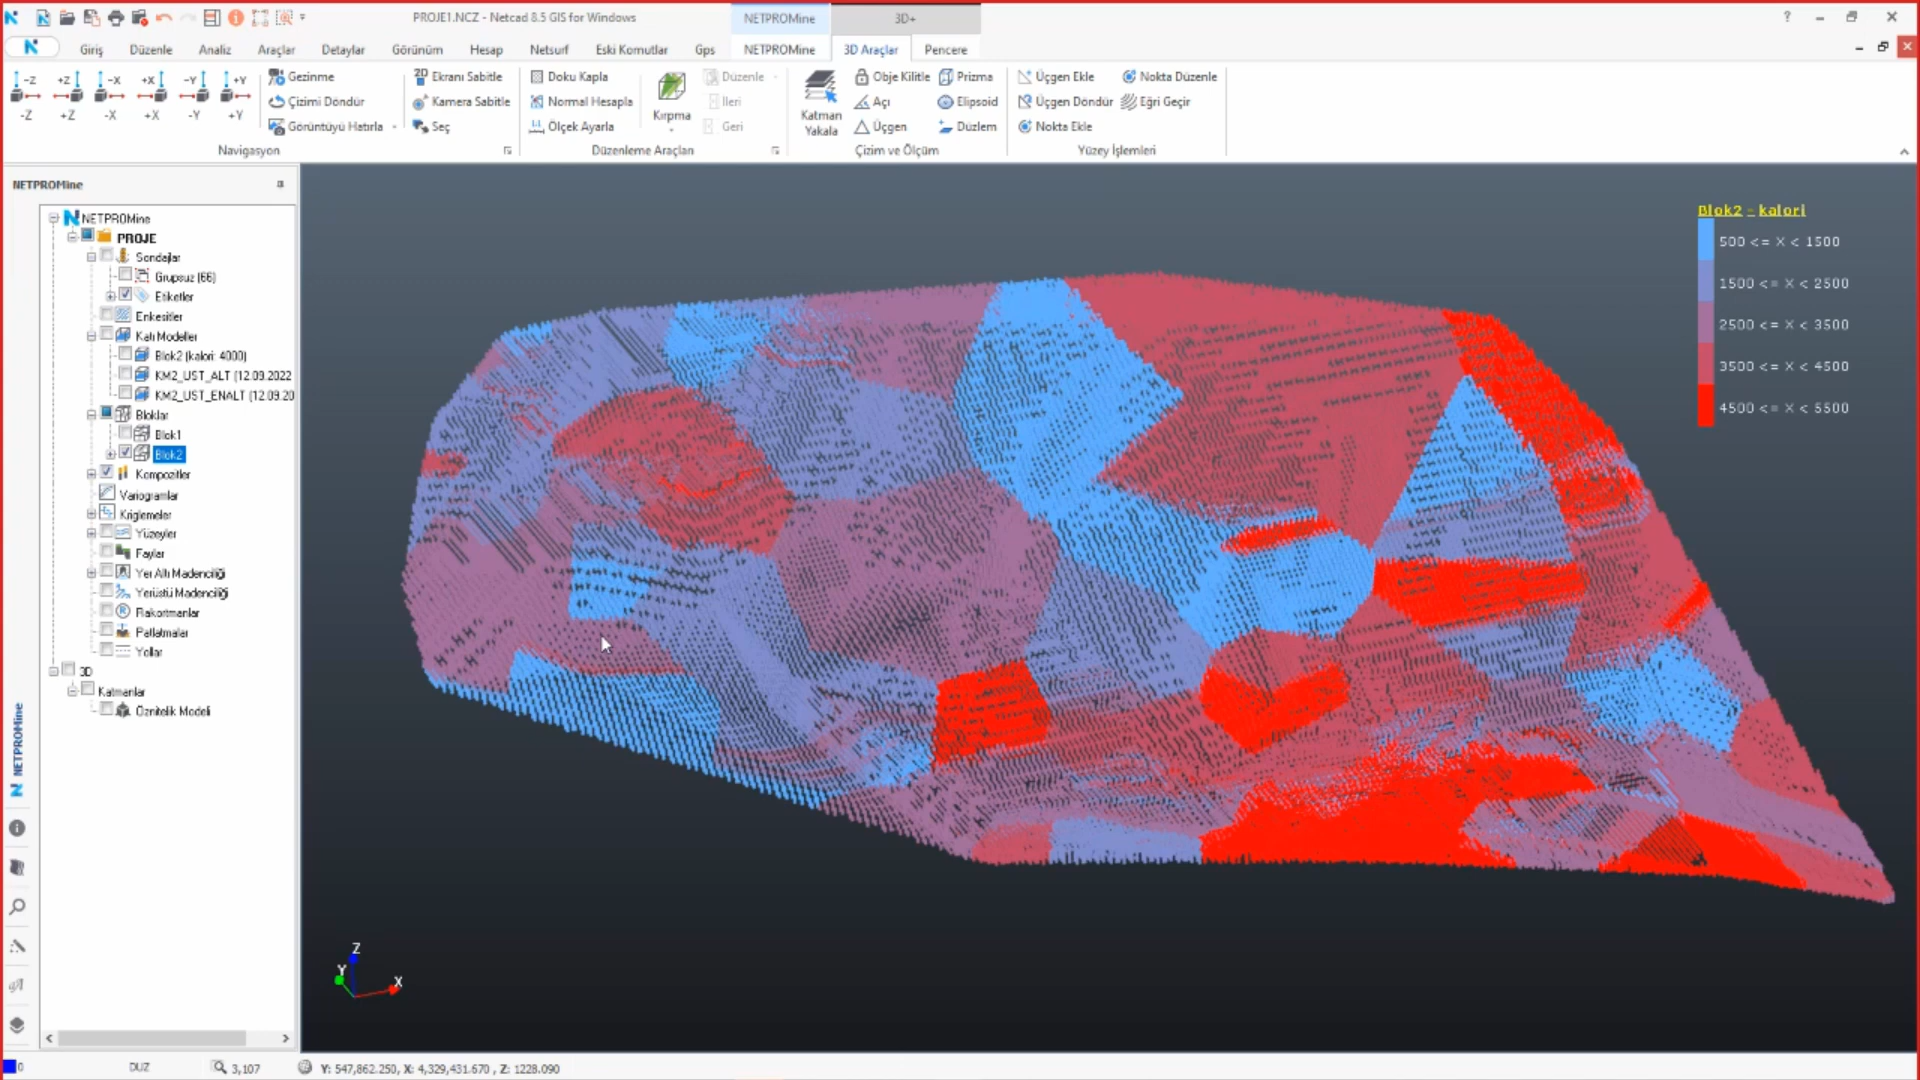 PROJE1.NCZ - Netcad 8.5 GIS for Windows
NETPROMine
3D+
Giriş Düzenle Analiz Araçlar Detaylar Görünüm Hesap Netsurf Eski Komutlar Gps NETPROMine 3D Araçlar Pencere
-Z +Z -X +X -Y +Y
-Z +Z -X +X -Y +Y
Gezinme
Çizimi Döndür
Görüntüyü Hatırla
2D Ekranı Sabitle
Kamera Sabitle
Seç
Navigasyon
Doku Kapla
Normal Hesapla
Ölçek Ayarla
Kırpma
Düzenle
İleri
Geri
Düzenleme Araçları
Katman Yakala
Obje Kilitle
Açı
Üçgen
Prizma
Elipsoid
Düzlem
Çizim ve Ölçüm
Üçgen Ekle
Üçgen Döndür
Nokta Ekle
Nokta Düzenle
Eğri Geçir
Yüzey İşlemleri
NETPROMine
NETPROMine
PROJE
Sondajlar
Grupsuz (66)
Etiketler
Enkesitler
Katı Modeller
Blok2 (kalori: 4000)
KM2_UST_ALT (12.09.2022
KM2_UST_ENALT (12.09.20
Bloklar
Blok1
Blok2
Kompozitler
Variogramlar
Kriglemeler
Yüzeyler
Faylar
Yer Altı Madenciliği
Yerüstü Madenciliği
Rakortmanlar
Patlatmalar
Yollar
3D
Katmanlar
Öznitelik Modeli
NETPROMine
Blok2 - kalori
500 <= X < 1500
1500 <= X < 2500
2500 <= X < 3500
3500 <= X < 4500
4500 <= X < 5500
Z
Y
X
0 DUZ 3,107 Y: 547,862.250, X: 4,329,431.670 , Z: 1228.090